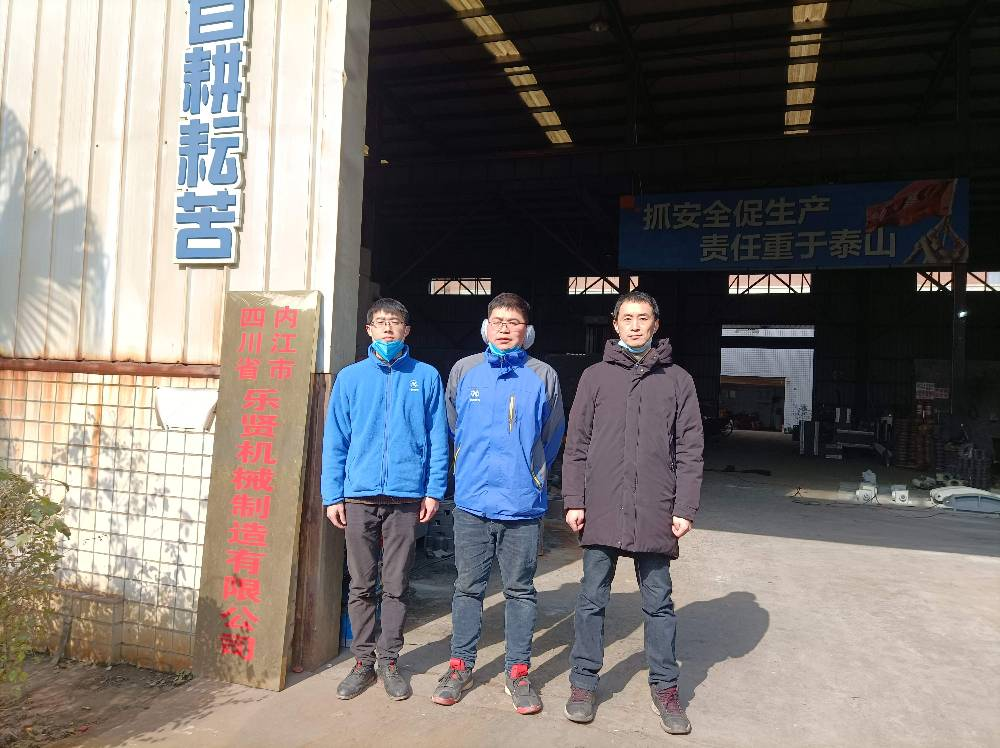 耕耘苦
四川省
内江市
乐贤机械制造有限公司
抓安全促生产
责任重于泰山